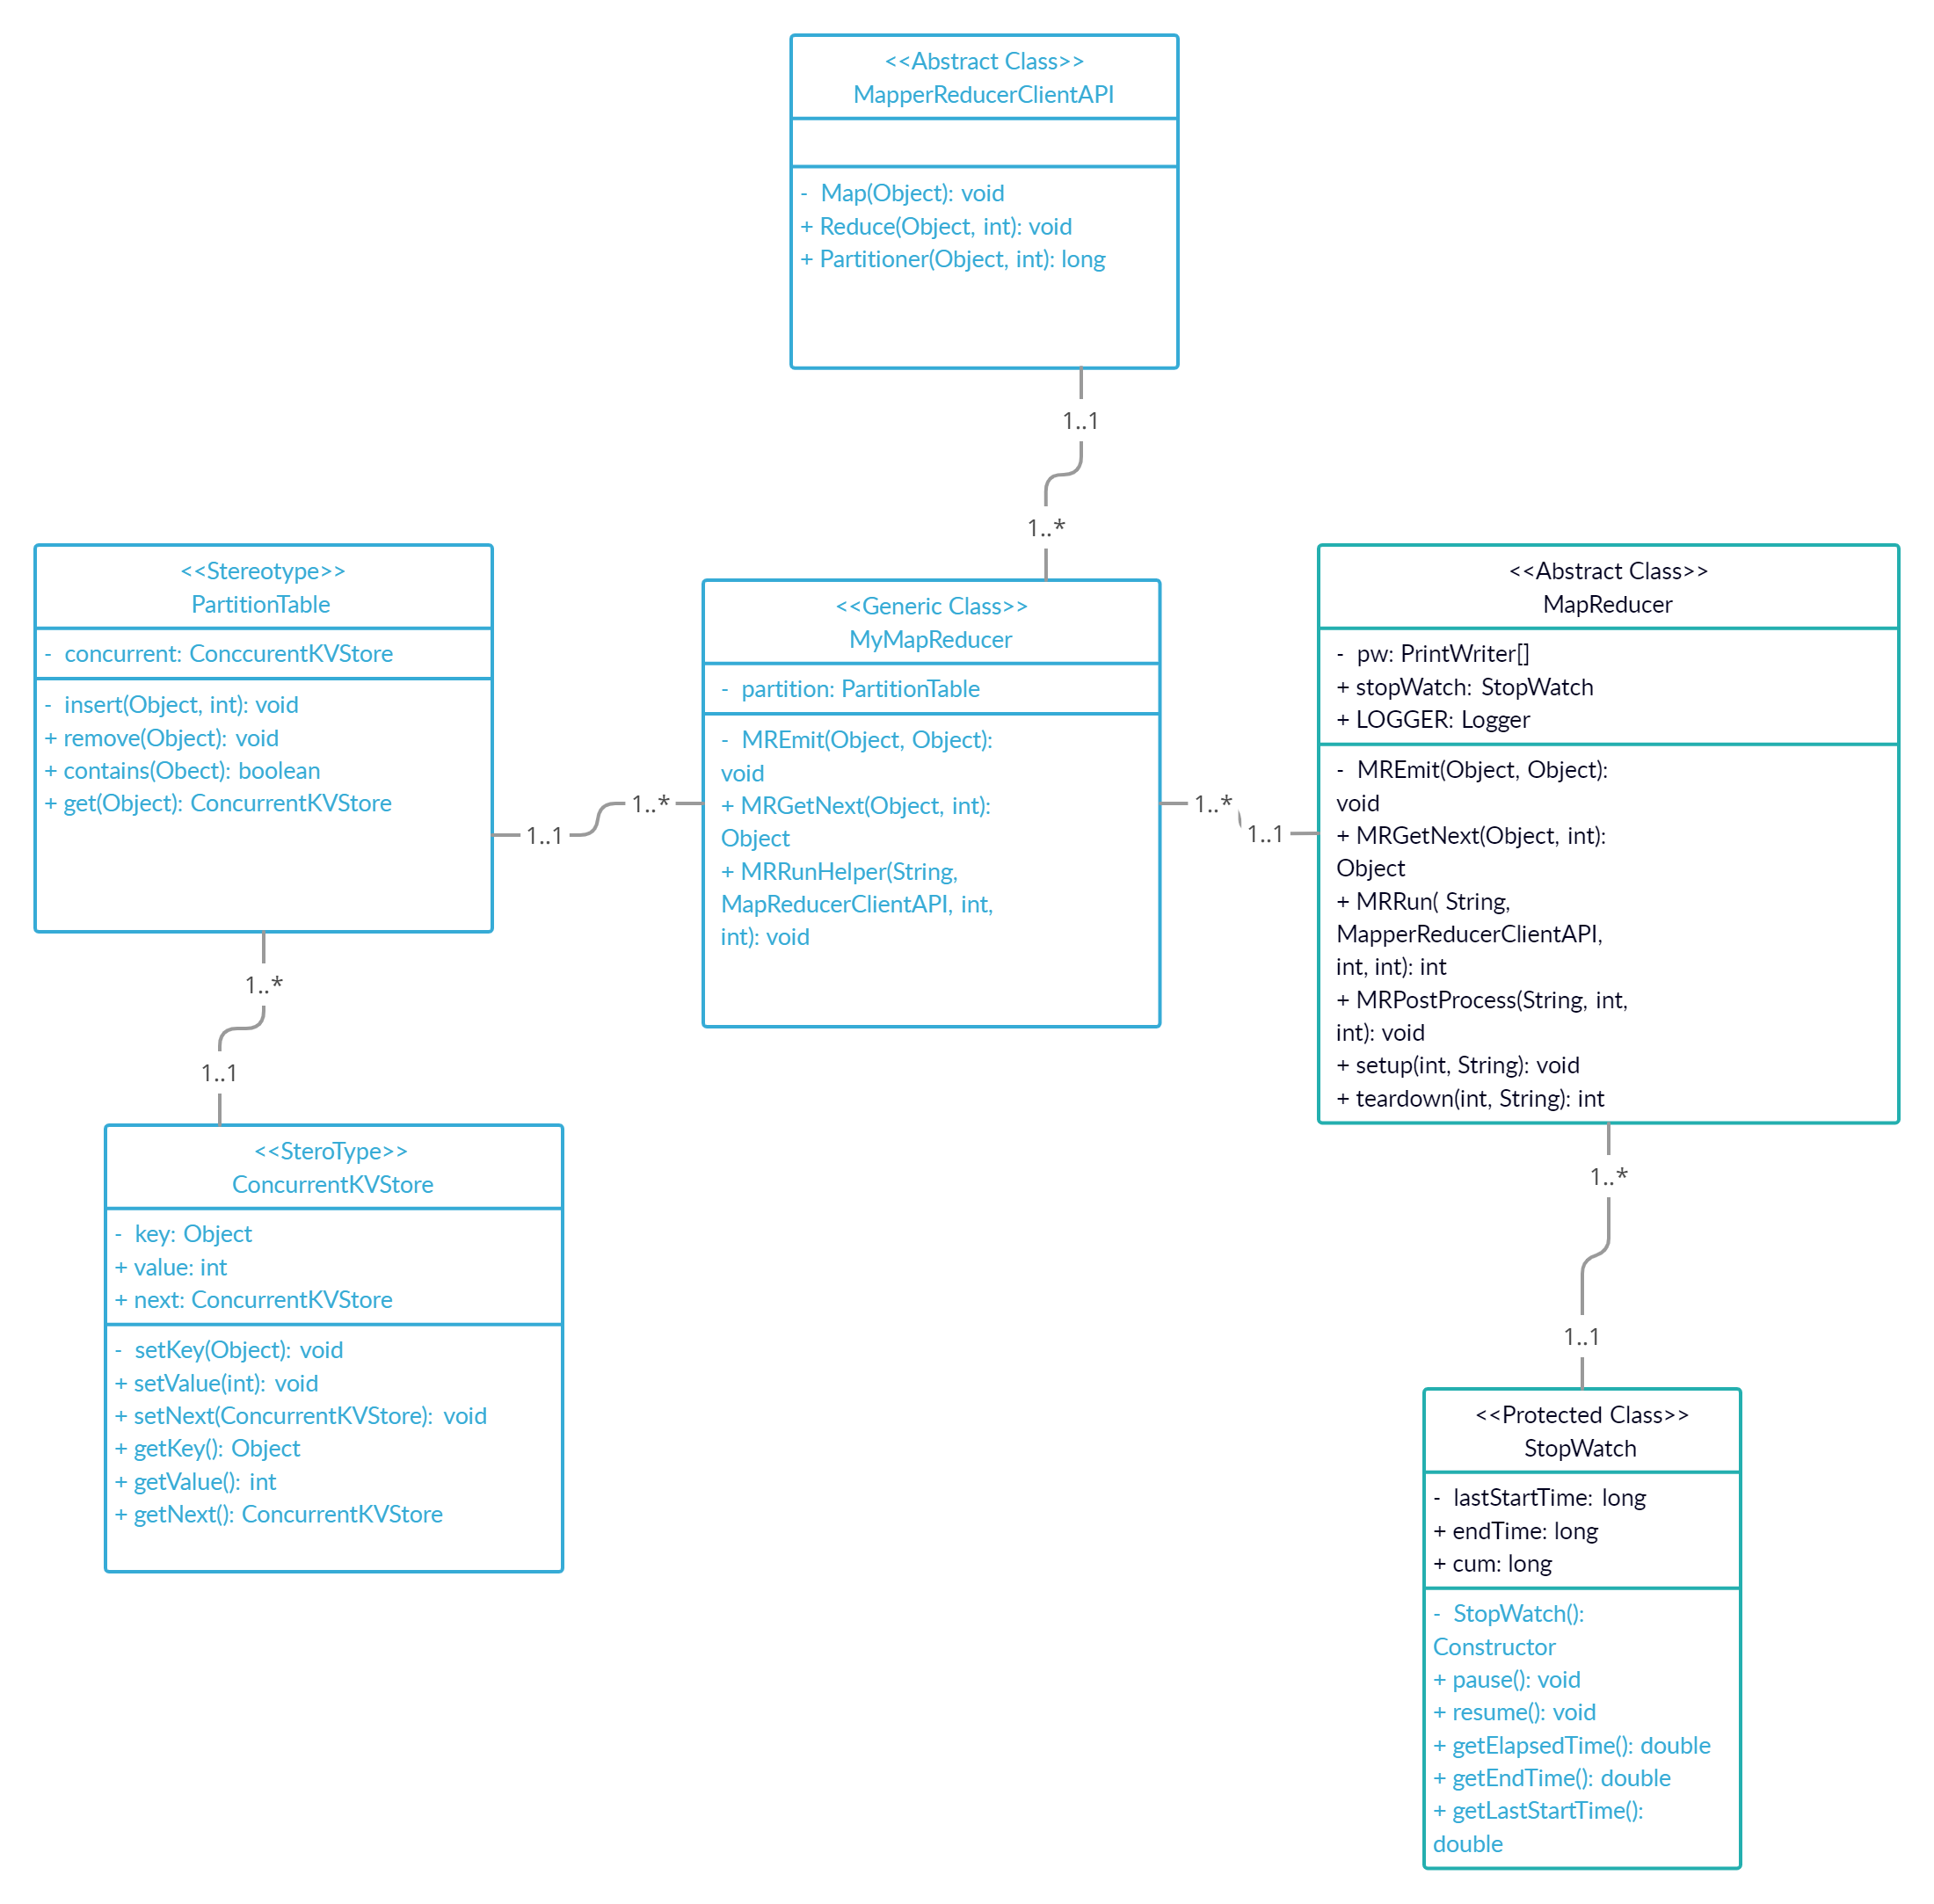 <<Abstract Class>>
MapperReducerClientAPI
- Map(Object): void
+ Reduce(Object, int): void
+ Partitioner(Object, int): long
1..1
1..*
<<Stereotype>>
PartitionTable
- concurrent: ConccurentKVStore
- insert(Object, int): void
+ remove(Object): void
+ contains(Obect): boolean
+ get(Object): ConcurrentKVStore
1..1
1..*
<<Generic Class>>
MyMapReducer
- partition: PartitionTable
- MREmit(Object, Object):
void
+ MRGetNext(Object, int):
Object
+ MRRunHelper(String,
MapReducerClientAPI, int,
int): void
1..*
1..1
<<Abstract Class>>
MapReducer
- pw: PrintWriter[]
+ stopWatch: StopWatch
+ LOGGER: Logger
- MREmit(Object, Object):
void
+ MRGetNext(Object, int):
Object
+ MRRun( String,
MapperReducerClientAPI,
int, int): int
+ MRPostProcess(String, int,
int): void
+ setup(int, String): void
+ teardown(int, String): int
1..*
1..1
<<SteroType>>
ConcurrentKVStore
- key: Object
+ value: int
+ next: ConcurrentKVStore
- setKey(Object): void
+ setValue(int): void
+ setNext(ConcurrentKVStore): void
+ getKey(): Object
+ getValue(): int
+ getNext(): ConcurrentKVStore
1..*
1..1
<<Protected Class>>
StopWatch
- lastStartTime: long
+ endTime: long
+ cum: long
- StopWatch():
Constructor
+ pause(): void
+ resume(): void
+ getElapsedTime(): double
+ getEndTime(): double
+ getLastStartTime():
double